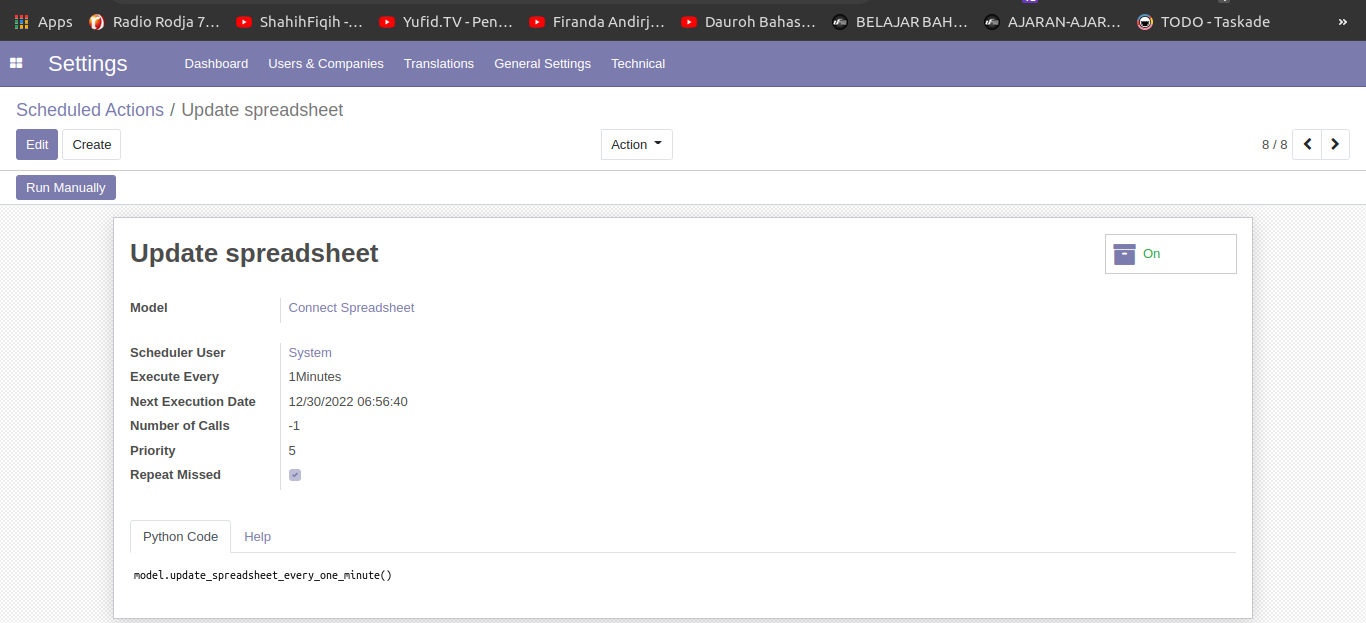 Apps Radio Rodja 7... ShahihFiqih -... Yufid.TV - Pen... Firanda Andirj... Dauroh Bahas... BELAJAR BAH... AJARAN-AJAR... TODO - Taskade »
Settings Dashboard Users & Companies Translations General Settings Technical
Scheduled Actions / Update spreadsheet
Edit Create Action 8 / 8
Run Manually
Update spreadsheet On
Model Connect Spreadsheet
Scheduler User System
Execute Every 1Minutes
Next Execution Date 12/30/2022 06:56:40
Number of Calls -1
Priority 5
Repeat Missed
Python Code Help
model.update_spreadsheet_every_one_minute()